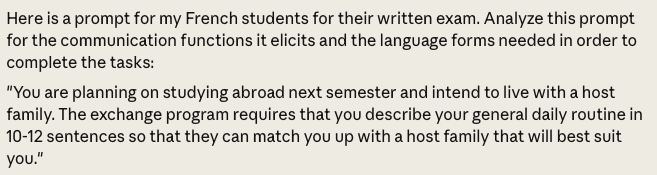 Here is a prompt for my French students for their written exam. Analyze this prompt
for the communication functions it elicits and the language forms needed in order to
complete the tasks:
"You are planning on studying abroad next semester and intend to live with a host
family. The exchange program requires that you describe your general daily routine in
10-12 sentences so that they can match you up with a host family that will best suit
you."